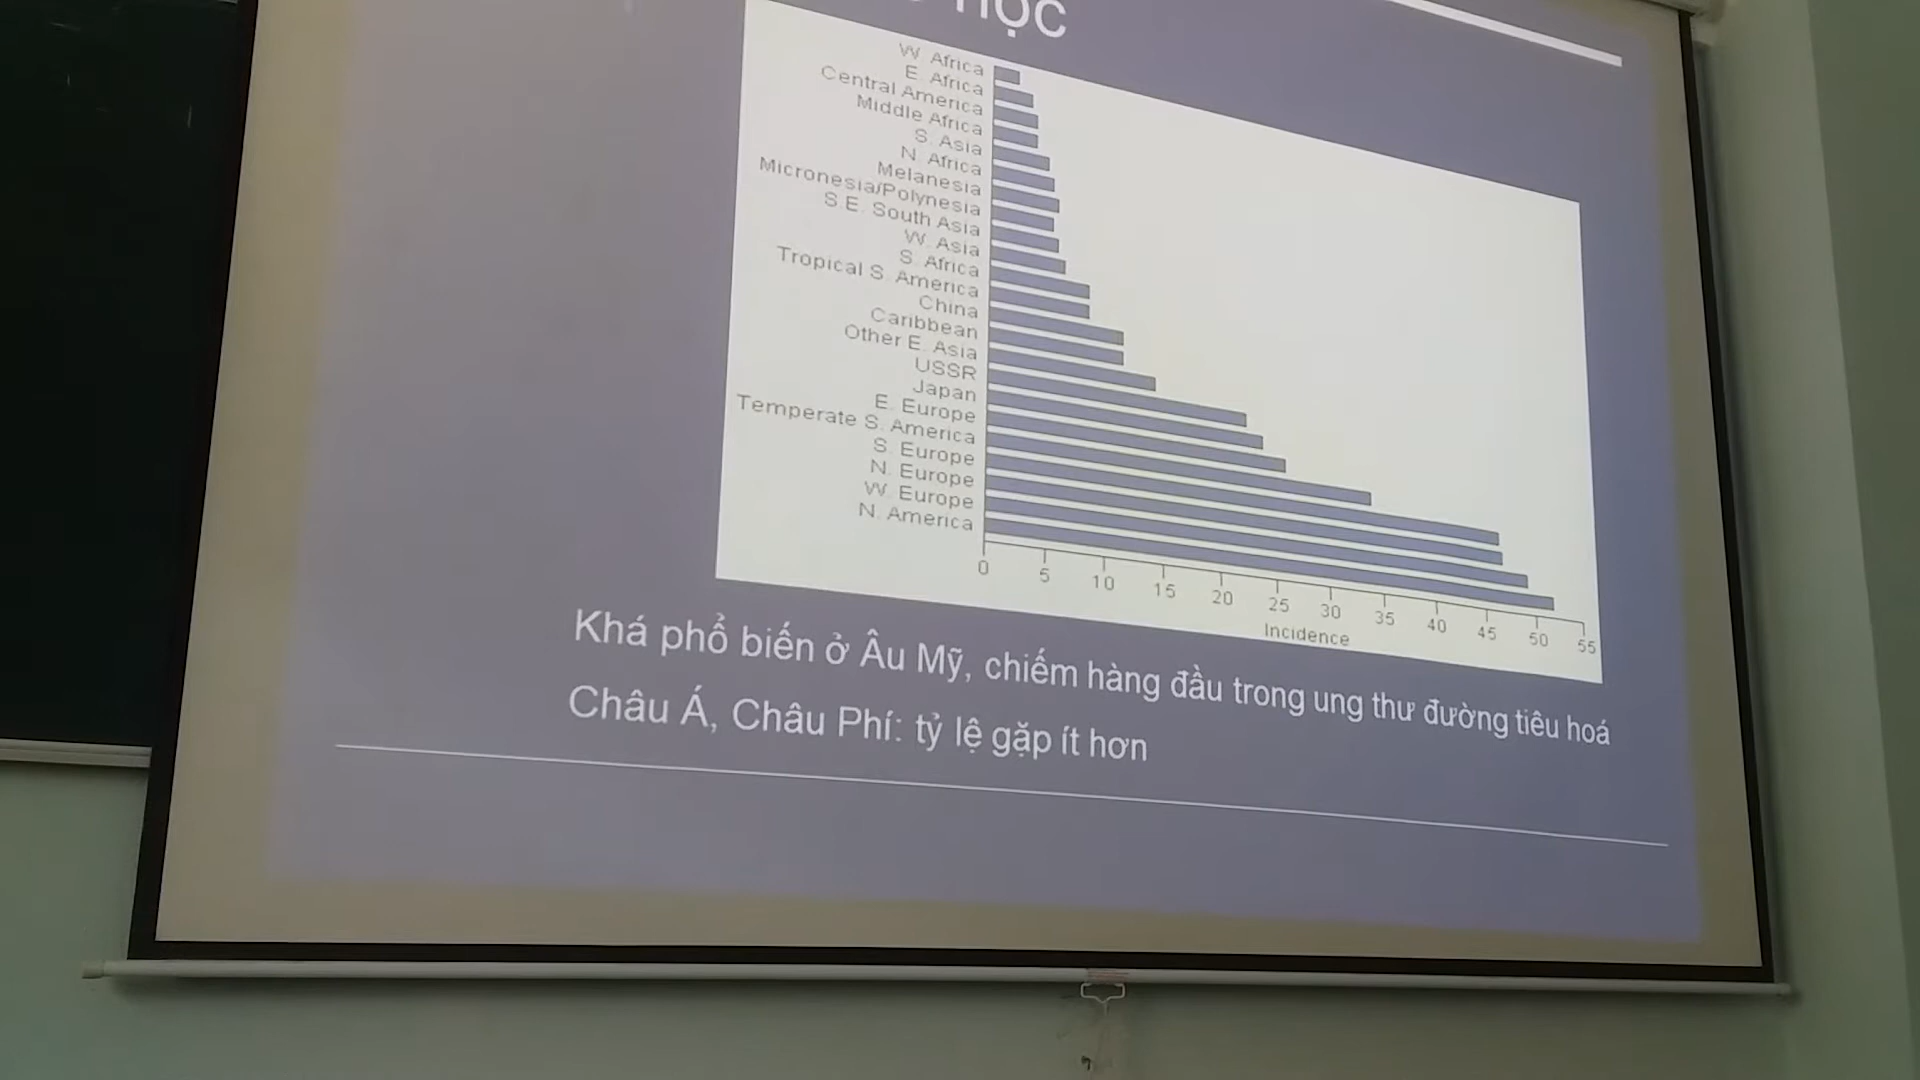 học
W. Africa
E. Africa
Central America
Middle Africa
S. Asia
N. Africa
Melanesia
Micronesia/Polynesia
S.E. South Asia
W. Asia
S. Africa
Tropical S. America
China
Caribbean
Other E. Asia
USSR
Japan
E. Europe
Temperate S. America
S. Europe
N. Europe
W. Europe
N. America
0 5 10 15 20 25 30 35 40 45 50 55
Incidence
Khá phổ biến ở Âu Mỹ, chiếm hàng đầu trong ung thư đường tiêu hoá
Châu Á, Châu Phí: tỷ lệ gặp ít hơn